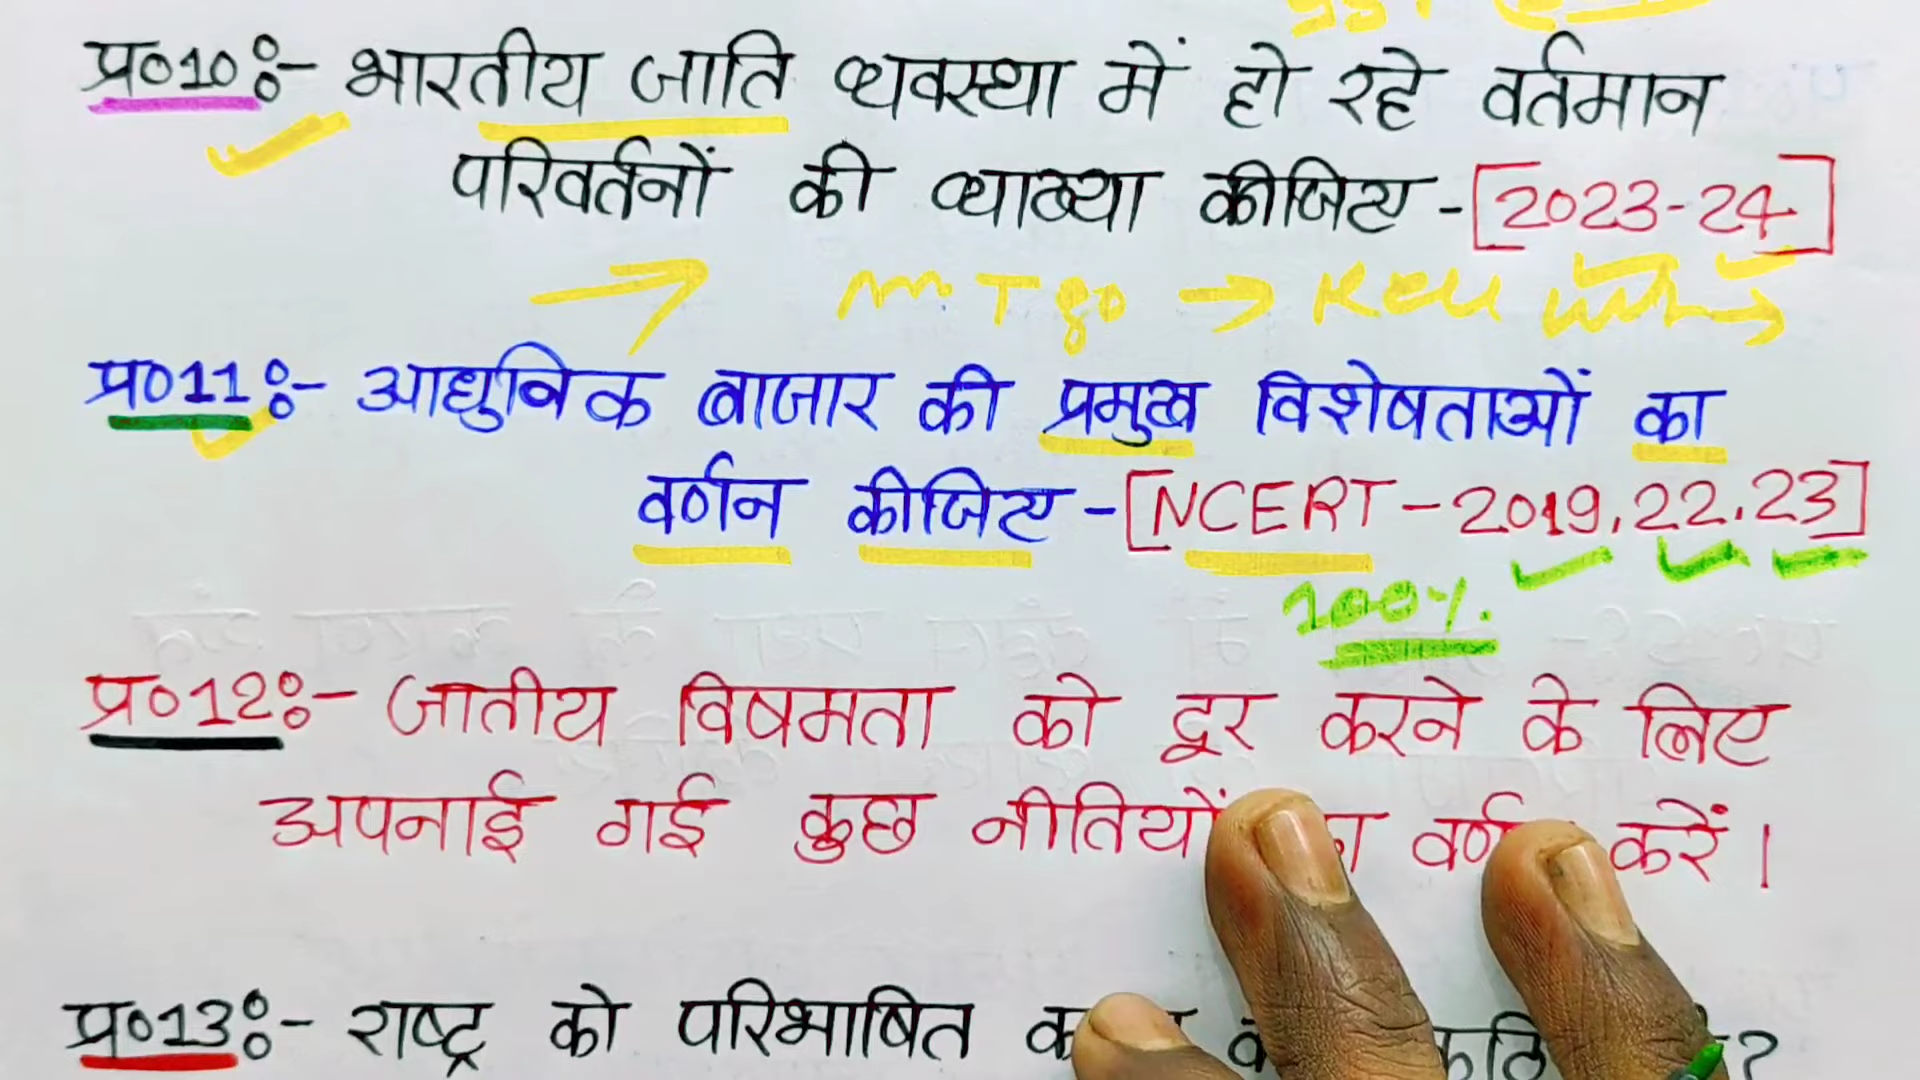 प्र०10:- भारतीय जाति व्यवस्था में हो रहे वर्तमान
परिवर्तनों की व्याख्या कीजिए -[2023-24]
प्र०11:- आधुनिक बाजार की प्रमुख विशेषताओं का
वर्णन कीजिए -[NCERT - 2019, 22, 23]
100%.
प्र०12:- जातीय विषमता को दूर करने के लिए
अपनाई गई कुछ नीतियों करें।
प्र०13:- राष्ट्र को परिभाषित ?